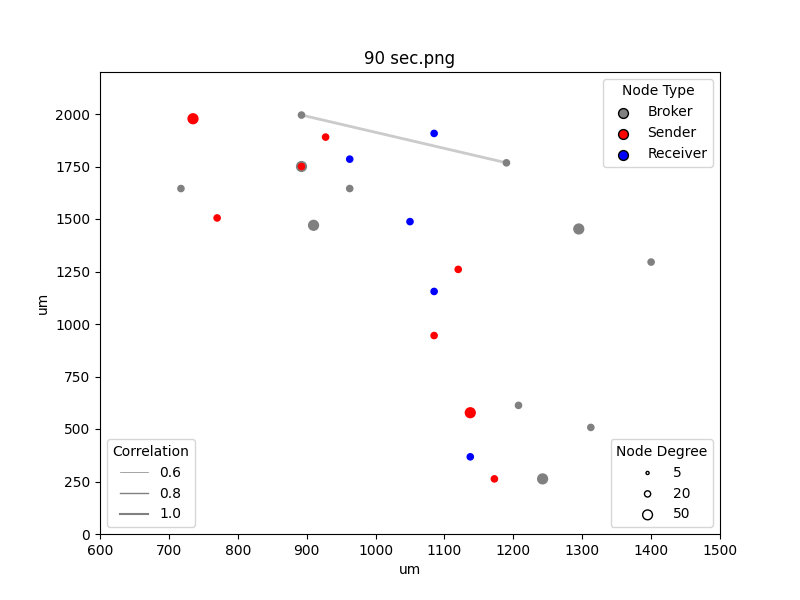 90 sec.png
Node Type
Broker
Sender
Receiver
2000
1750
1500
1250
1000
750
500
250
0
um
Correlation
0.6
0.8
1.0
Node Degree
5
20
50
600 700 800 900 1000 1100 1200 1300 1400 1500
um